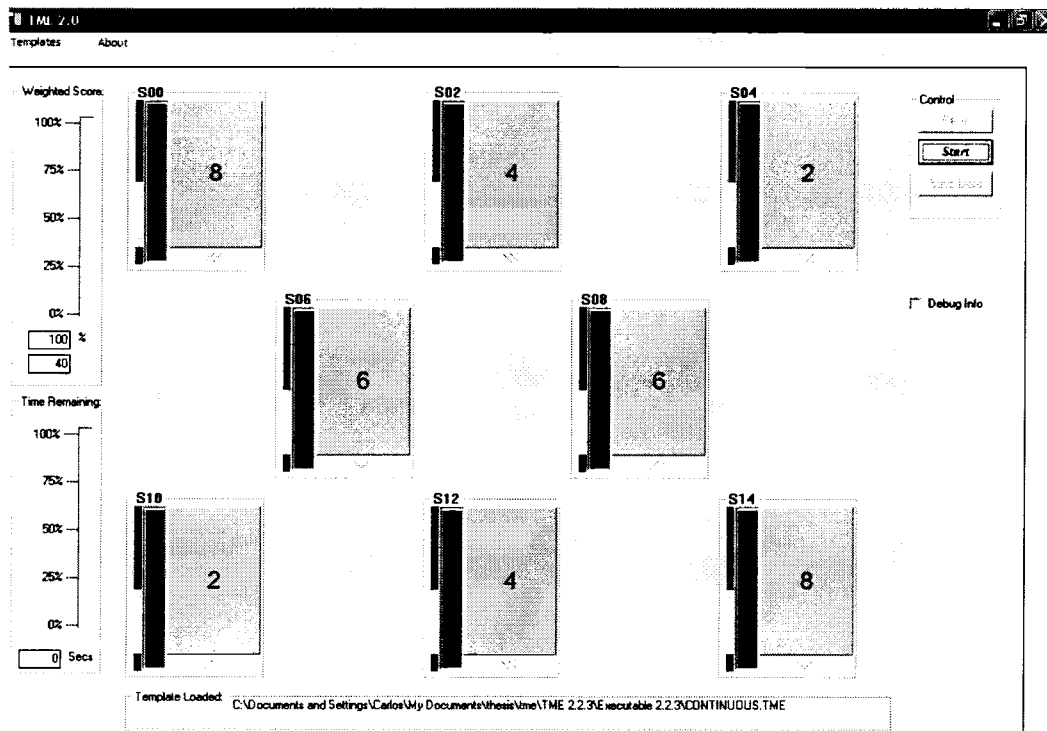 TME 2.0
Templates About
Weighted Score:
100%
75%
50%
25%
0%
100 %
40
Time Remaining:
100%
75%
50%
25%
0%
0 Secs
S00
8
S02
4
S04
2
S06
6
S08
6
S10
2
S12
4
S14
8
Control
Start
Debug Info
Template Loaded:
C:\Documents and Settings\Carlos\My Documents\thesis\tme\TME 2.2.3\Executable 2.2.3\CONTINUOUS.TME